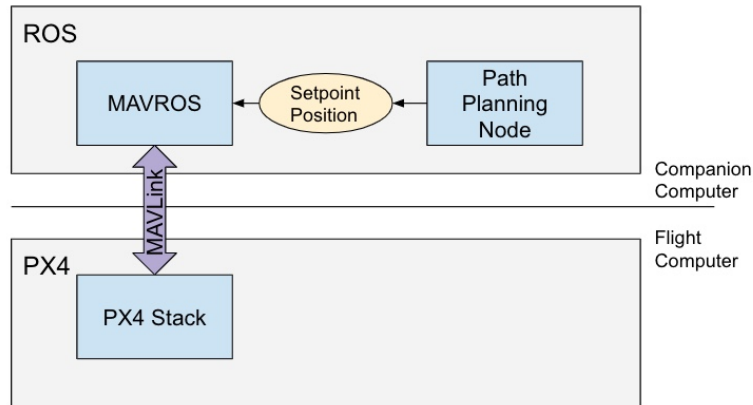 ROS
MAVROS
Setpoint
Position
Path
Planning
Node
Companion
Computer
MAVLink
Flight
Computer
PX4
PX4 Stack